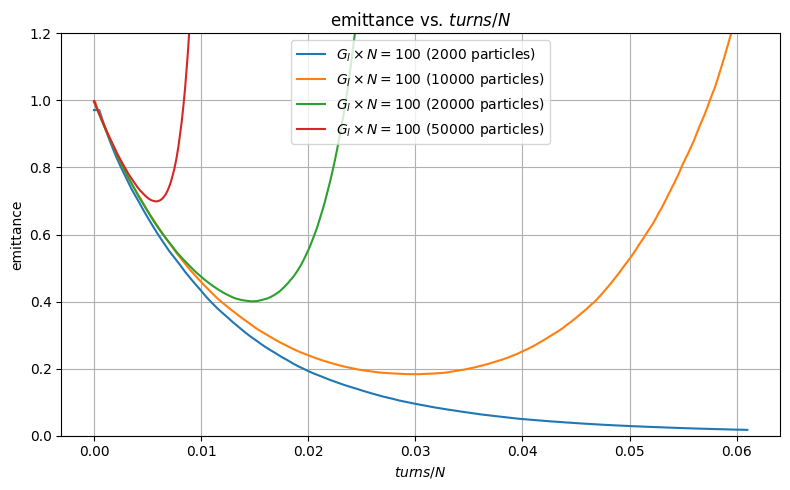 emittance vs. turns/N
G_l × N = 100 (2000 particles)
G_l × N = 100 (10000 particles)
G_l × N = 100 (20000 particles)
G_l × N = 100 (50000 particles)
emittance
1.2
1.0
0.8
0.6
0.4
0.2
0.0
0.00 0.01 0.02 0.03 0.04 0.05 0.06
turns/N